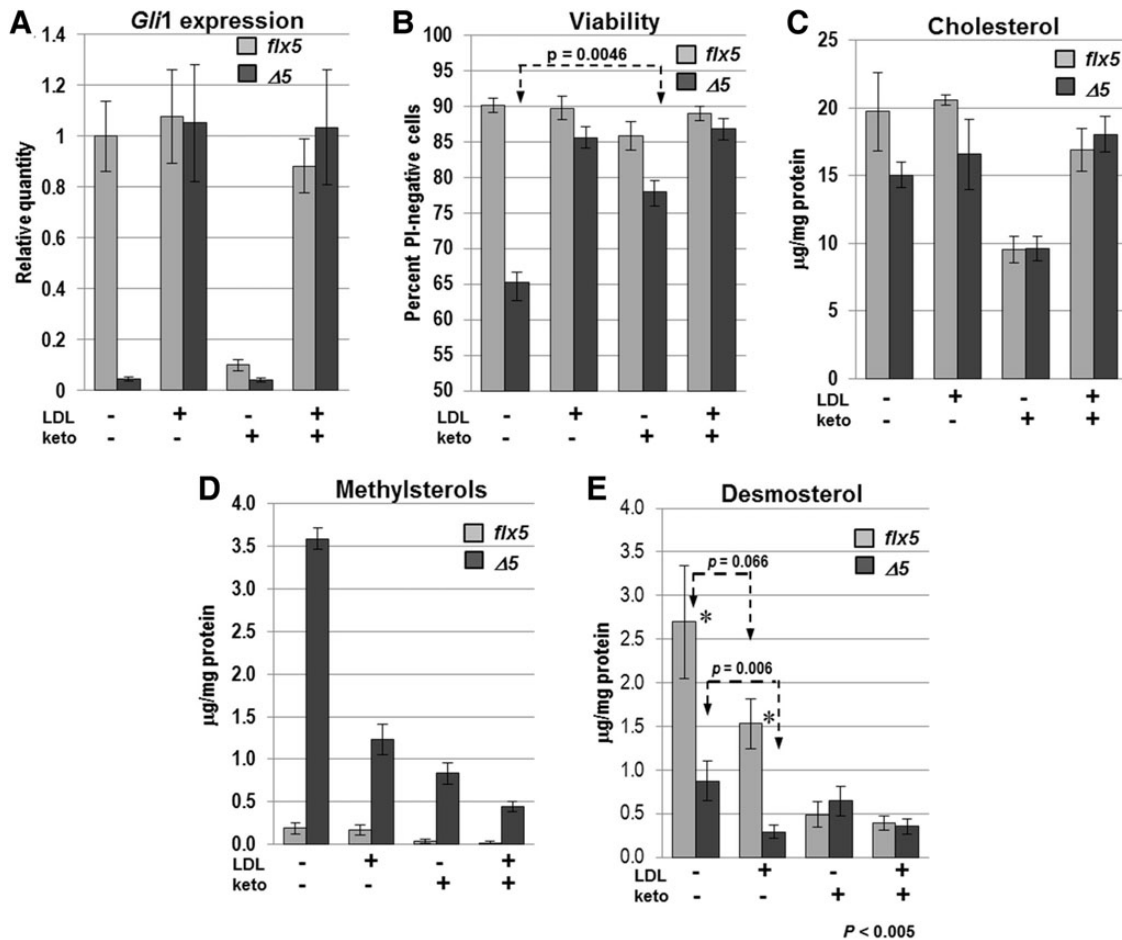 A
Gli1 expression
Relative quantity
1.4
1.2
1
0.8
0.6
0.4
0.2
0
flx5
Δ5
LDL - + - +
keto - - + +
B
Viability
Percent PI-negative cells
100
95
90
85
80
75
70
65
60
55
50
p = 0.0046
flx5
Δ5
LDL - + - +
keto - - + +
C
Cholesterol
µg/mg protein
25
20
15
10
5
0
flx5
Δ5
LDL - + - +
keto - - + +
D
Methylsterols
µg/mg protein
4.0
3.5
3.0
2.5
2.0
1.5
1.0
0.5
0.0
flx5
Δ5
LDL - + - +
keto - - + +
E
Desmosterol
µg/mg protein
4.0
3.5
3.0
2.5
2.0
1.5
1.0
0.5
0.0
flx5
Δ5
p = 0.066
*
p = 0.006
*
LDL - + - +
keto - - + +
P < 0.005